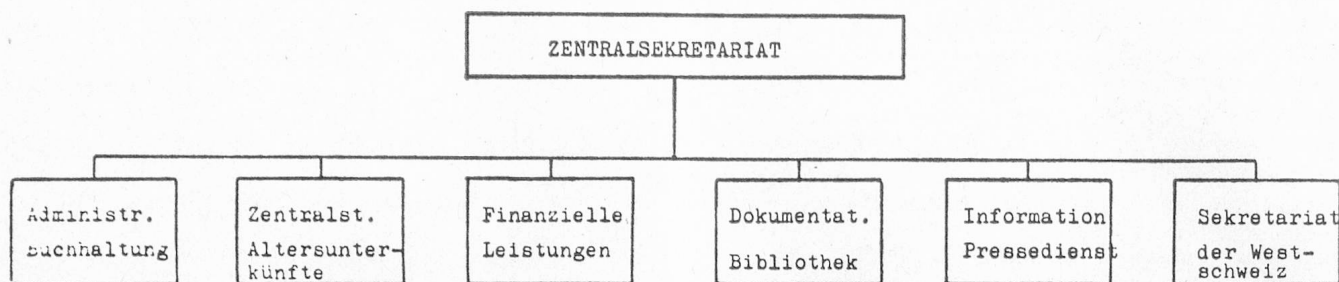 ZENTRALSEKRETARIAT
Administr.
Buchhaltung
Zentralst.
Altersunter-
künfte
Finanzielle
Leistungen
Dokumentat.
Bibliothek
Information
Pressedienst
Sekretariat
der West-
schweiz